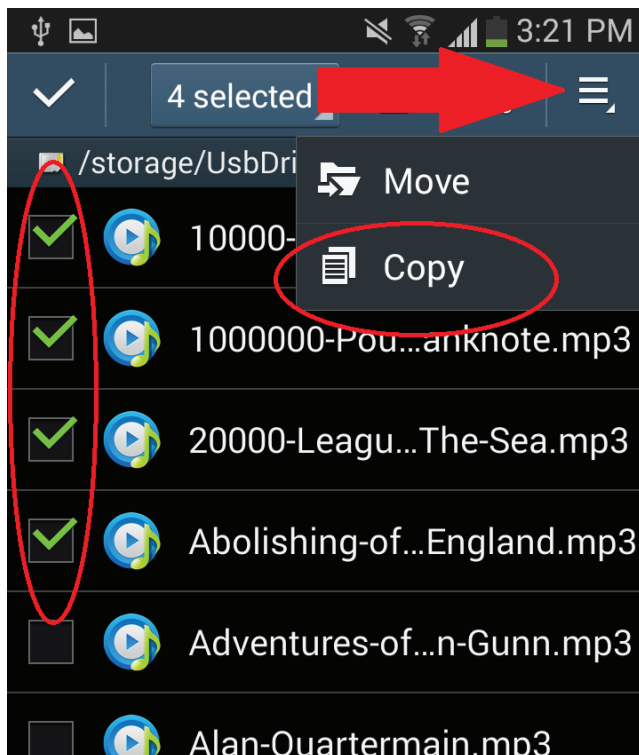 3:21 PM
4 selected
/storage/UsbDri
Move
10000-
Copy
1000000-Pou...anknote.mp3
20000-Leagu...The-Sea.mp3
Abolishing-of...England.mp3
Adventures-of...n-Gunn.mp3
Alan-Quartermain.mp3